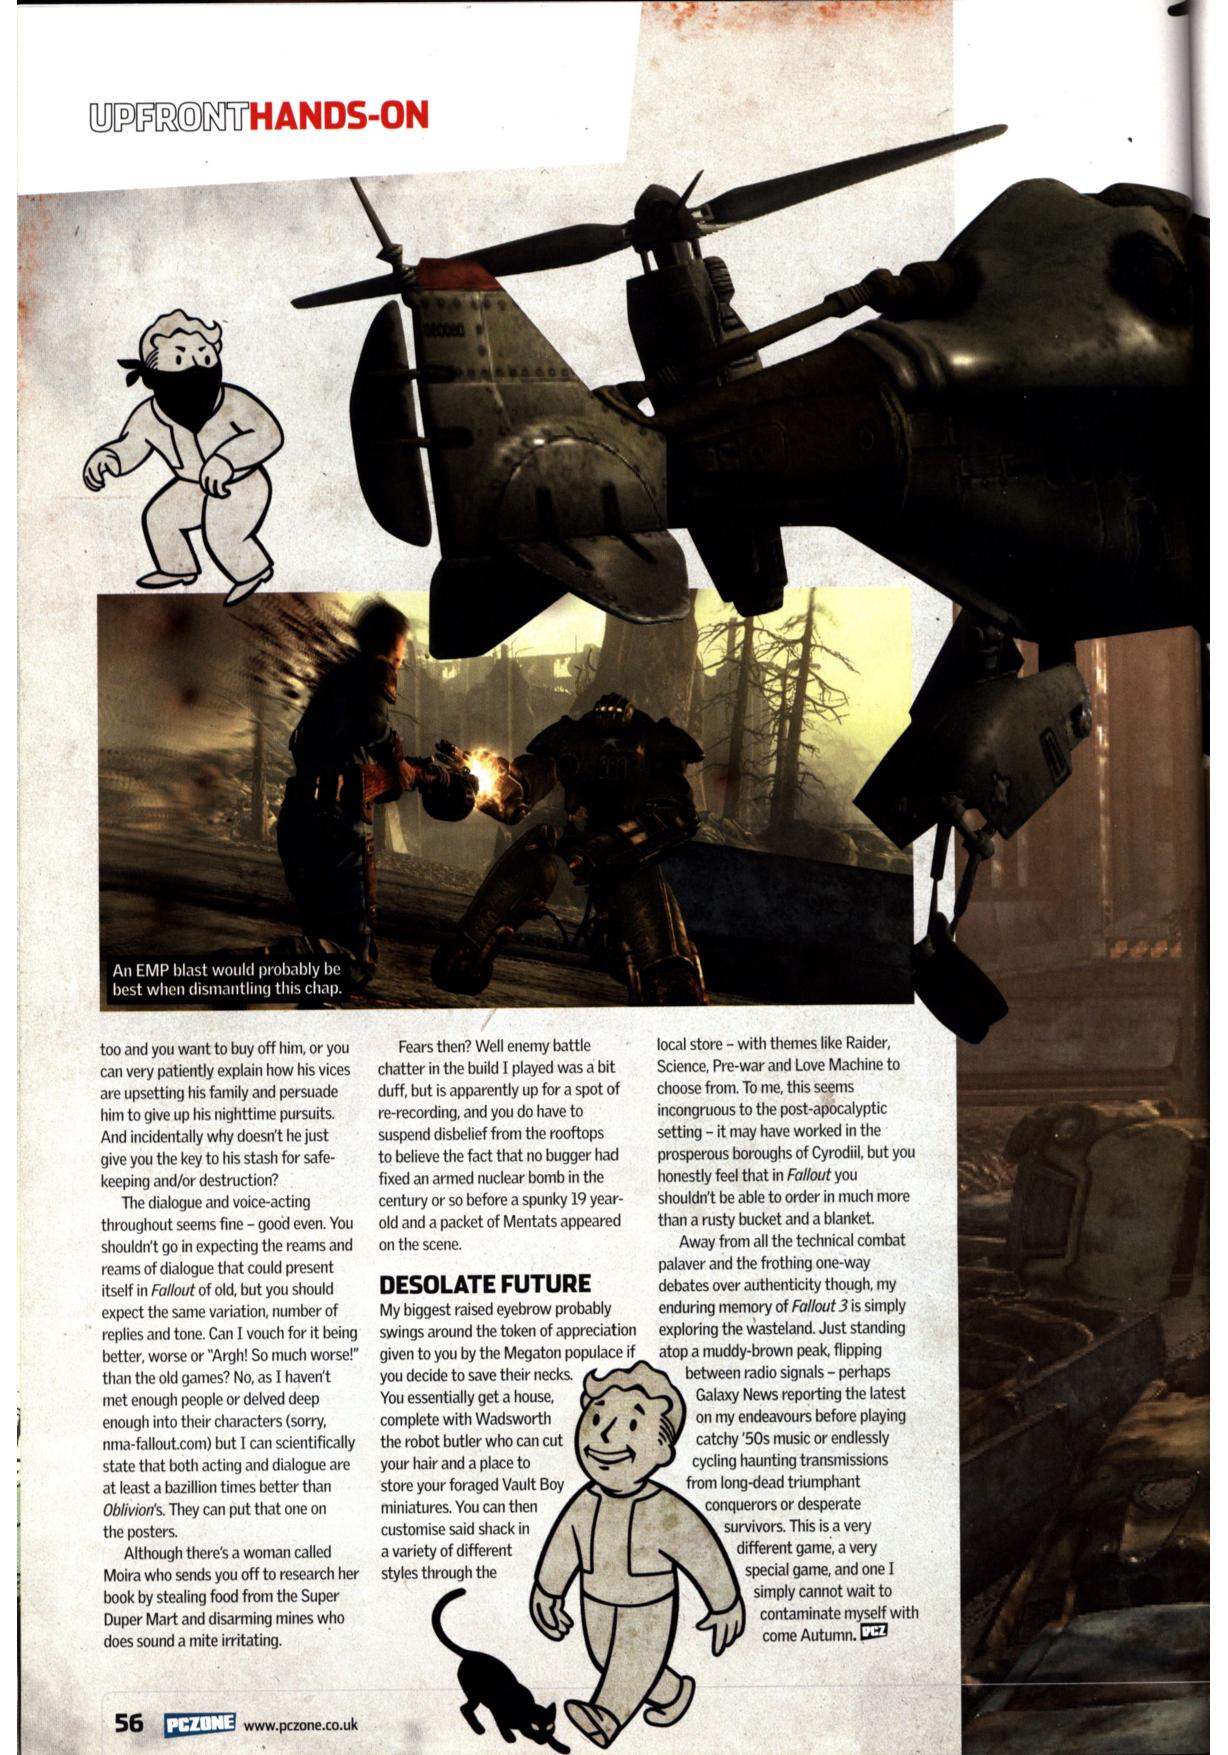 UPFRONTHANDS-ON
An EMP blast would probably be
best when dismantling this chap.
too and you want to buy off him, or you
can very patiently explain how his vices
are upsetting his family and persuade
him to give up his nighttime pursuits.
And incidentally why doesn't he just
give you the key to his stash for safe-
keeping and/or destruction?
The dialogue and voice-acting
throughout seems fine – good even. You
shouldn't go in expecting the reams and
reams of dialogue that could present
itself in Fallout of old, but you should
expect the same variation, number of
replies and tone. Can I vouch for it being
better, worse or "Argh! So much worse!"
than the old games? No, as I haven't
met enough people or delved deep
enough into their characters (sorry,
nma-fallout.com) but I can scientifically
state that both acting and dialogue are
at least a bazillion times better than
Oblivion's. They can put that one on
the posters.
Although there's a woman called
Moira who sends you off to research her
book by stealing food from the Super
Duper Mart and disarming mines who
does sound a mite irritating.
Fears then? Well enemy battle
chatter in the build I played was a bit
duff, but is apparently up for a spot of
re-recording, and you do have to
suspend disbelief from the rooftops
to believe the fact that no bugger had
fixed an armed nuclear bomb in the
century or so before a spunky 19 year-
old and a packet of Mentats appeared
on the scene.
DESOLATE FUTURE
My biggest raised eyebrow probably
swings around the token of appreciation
given to you by the Megaton populace if
you decide to save their necks.
You essentially get a house,
complete with Wadsworth
the robot butler who can cut
your hair and a place to
store your foraged Vault Boy
miniatures. You can then
customise said shack in
a variety of different
styles through the
local store – with themes like Raider,
Science, Pre-war and Love Machine to
choose from. To me, this seems
incongruous to the post-apocalyptic
setting – it may have worked in the
prosperous boroughs of Cyrodiil, but you
honestly feel that in Fallout you
shouldn't be able to order in much more
than a rusty bucket and a blanket.
Away from all the technical combat
palaver and the frothing one-way
debates over authenticity though, my
enduring memory of Fallout 3 is simply
exploring the wasteland. Just standing
atop a muddy-brown peak, flipping
between radio signals – perhaps
Galaxy News reporting the latest
on my endeavours before playing
catchy '50s music or endlessly
cycling haunting transmissions
from long-dead triumphant
conquerors or desperate
survivors. This is a very
different game, a very
special game, and one I
simply cannot wait to
contaminate myself with
come Autumn. PCZ
56 PCZONE www.pczone.co.uk